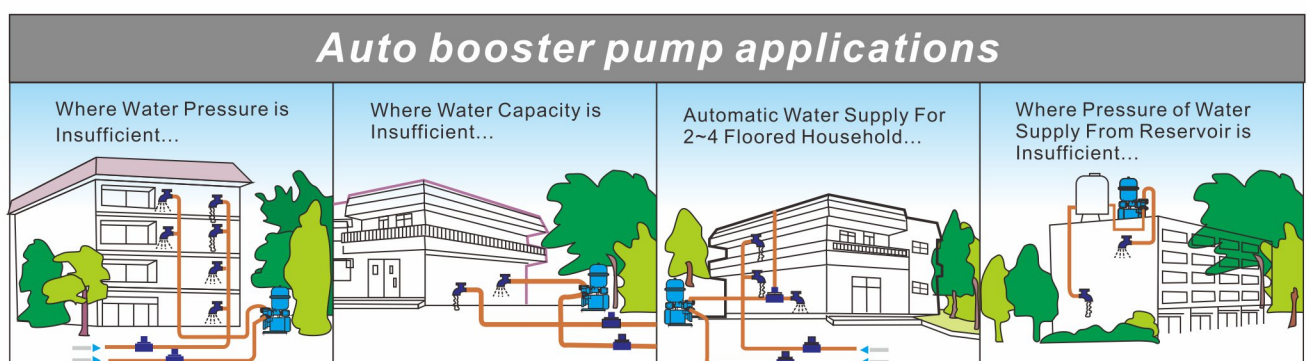 Auto booster pump applications
Where Water Pressure is
Insufficient...
Where Water Capacity is
Insufficient...
Automatic Water Supply For
2~4 Floored Household...
Where Pressure of Water
Supply From Reservoir is
Insufficient...